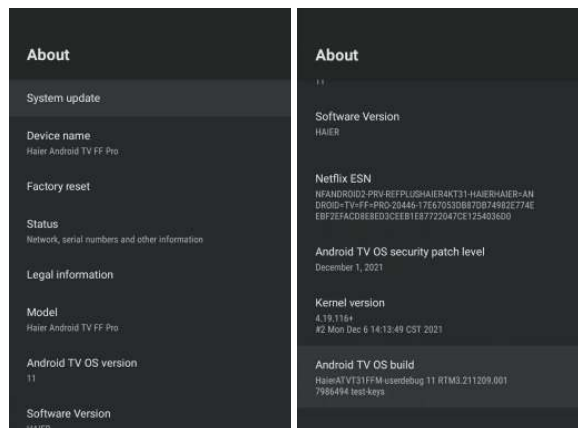 About
System update
Device name
Haier Android TV FF Pro
Factory reset
Status
Network, serial numbers and other information
Legal information
Model
Haier Android TV FF Pro
Android TV OS version
11
Software Version
HAIER
About
11
Software Version
HAIER
Netflix ESN
NFANDROID2-PRV-REFPLUSHAIER4KT31-HAIERHAIER=AN
DROID=TV=FF=PRO-20446-17E67053DB87DB74982E774E
EBF2EFACD8E8ED3CEEB1E87722047CE1254036D0
Android TV OS security patch level
December 1, 2021
Kernel version
4.19.116+
#2 Mon Dec 6 14:13:49 CST 2021
Android TV OS build
HaierATVT31FFM-userdebug 11 RTM3.211209.001
7986494 test-keys